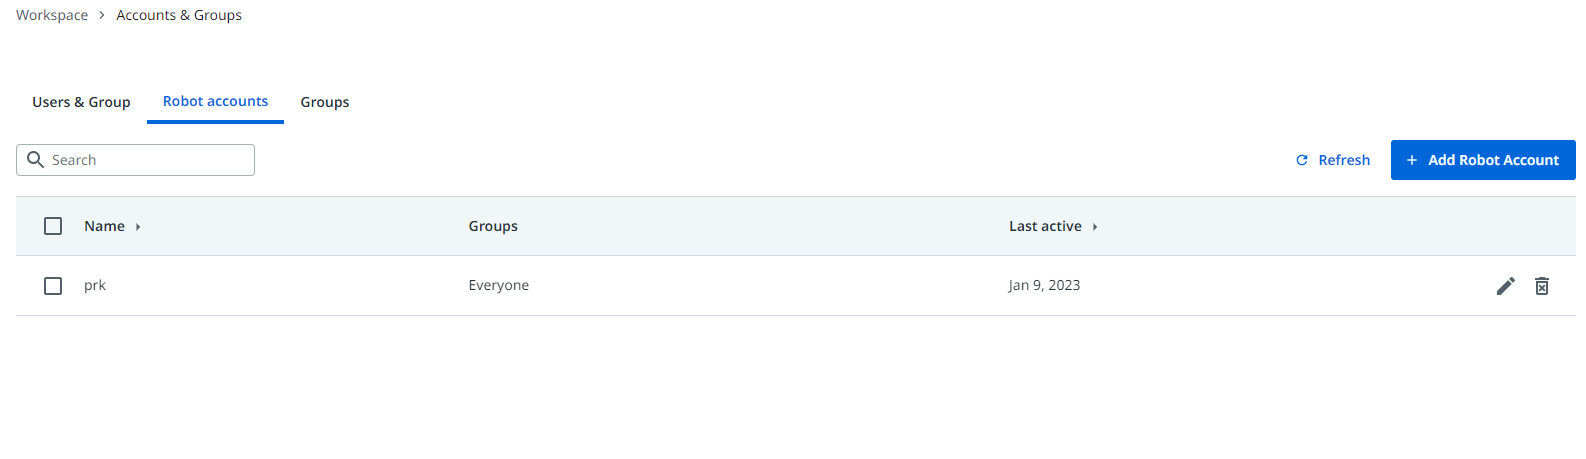 Workspace > Accounts & Groups
Users & Group Robot accounts Groups
Search Refresh + Add Robot Account
Name Groups Last active
prk Everyone Jan 9, 2023